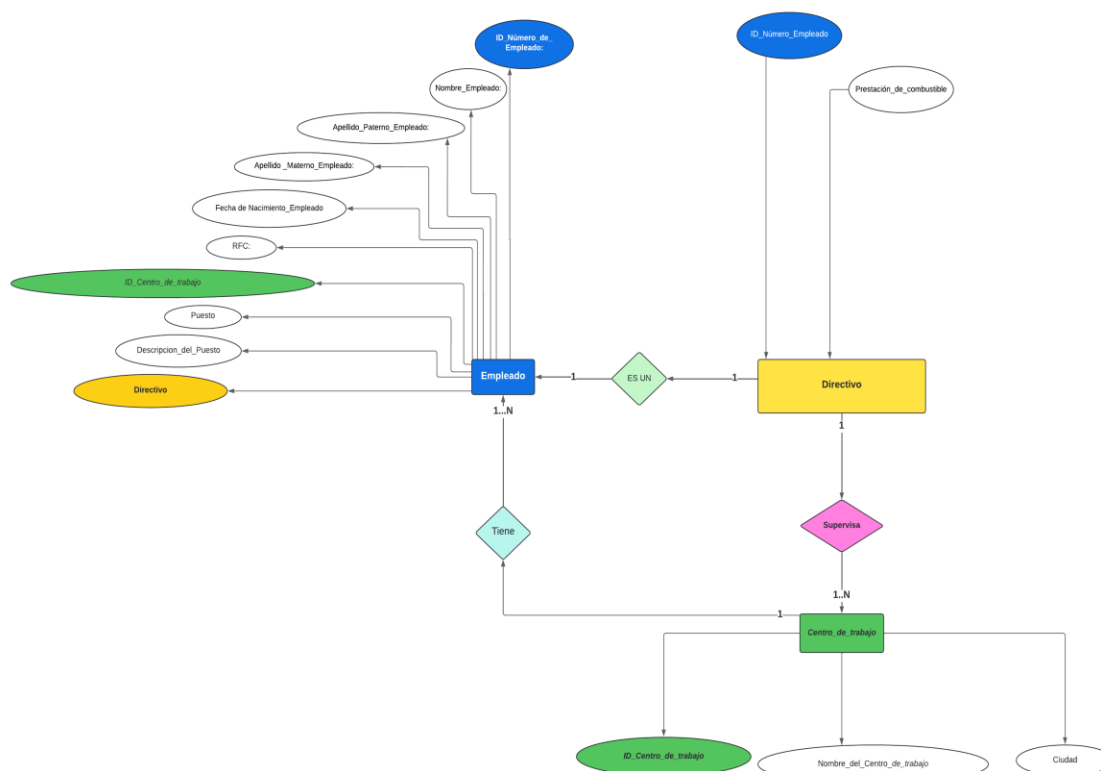 ID_Número_de_
Empleado:
ID_Número_Empleado
Nombre_Empleado:
Prestación_de_combustible
Apellido_Paterno_Empleado:
Apellido _Materno_Empleado:
Fecha de Nacimiento_Empleado
RFC:
ID_Centro_de_trabajo
Puesto
Descripcion_del_Puesto
Directivo
Empleado
1
ES UN
1
Directivo
1...N
1
Tiene
Supervisa
1..N
1
Centro_de_trabajo
ID_Centro_de_trabajo
Nombre_del_Centro_de_trabajo
Ciudad